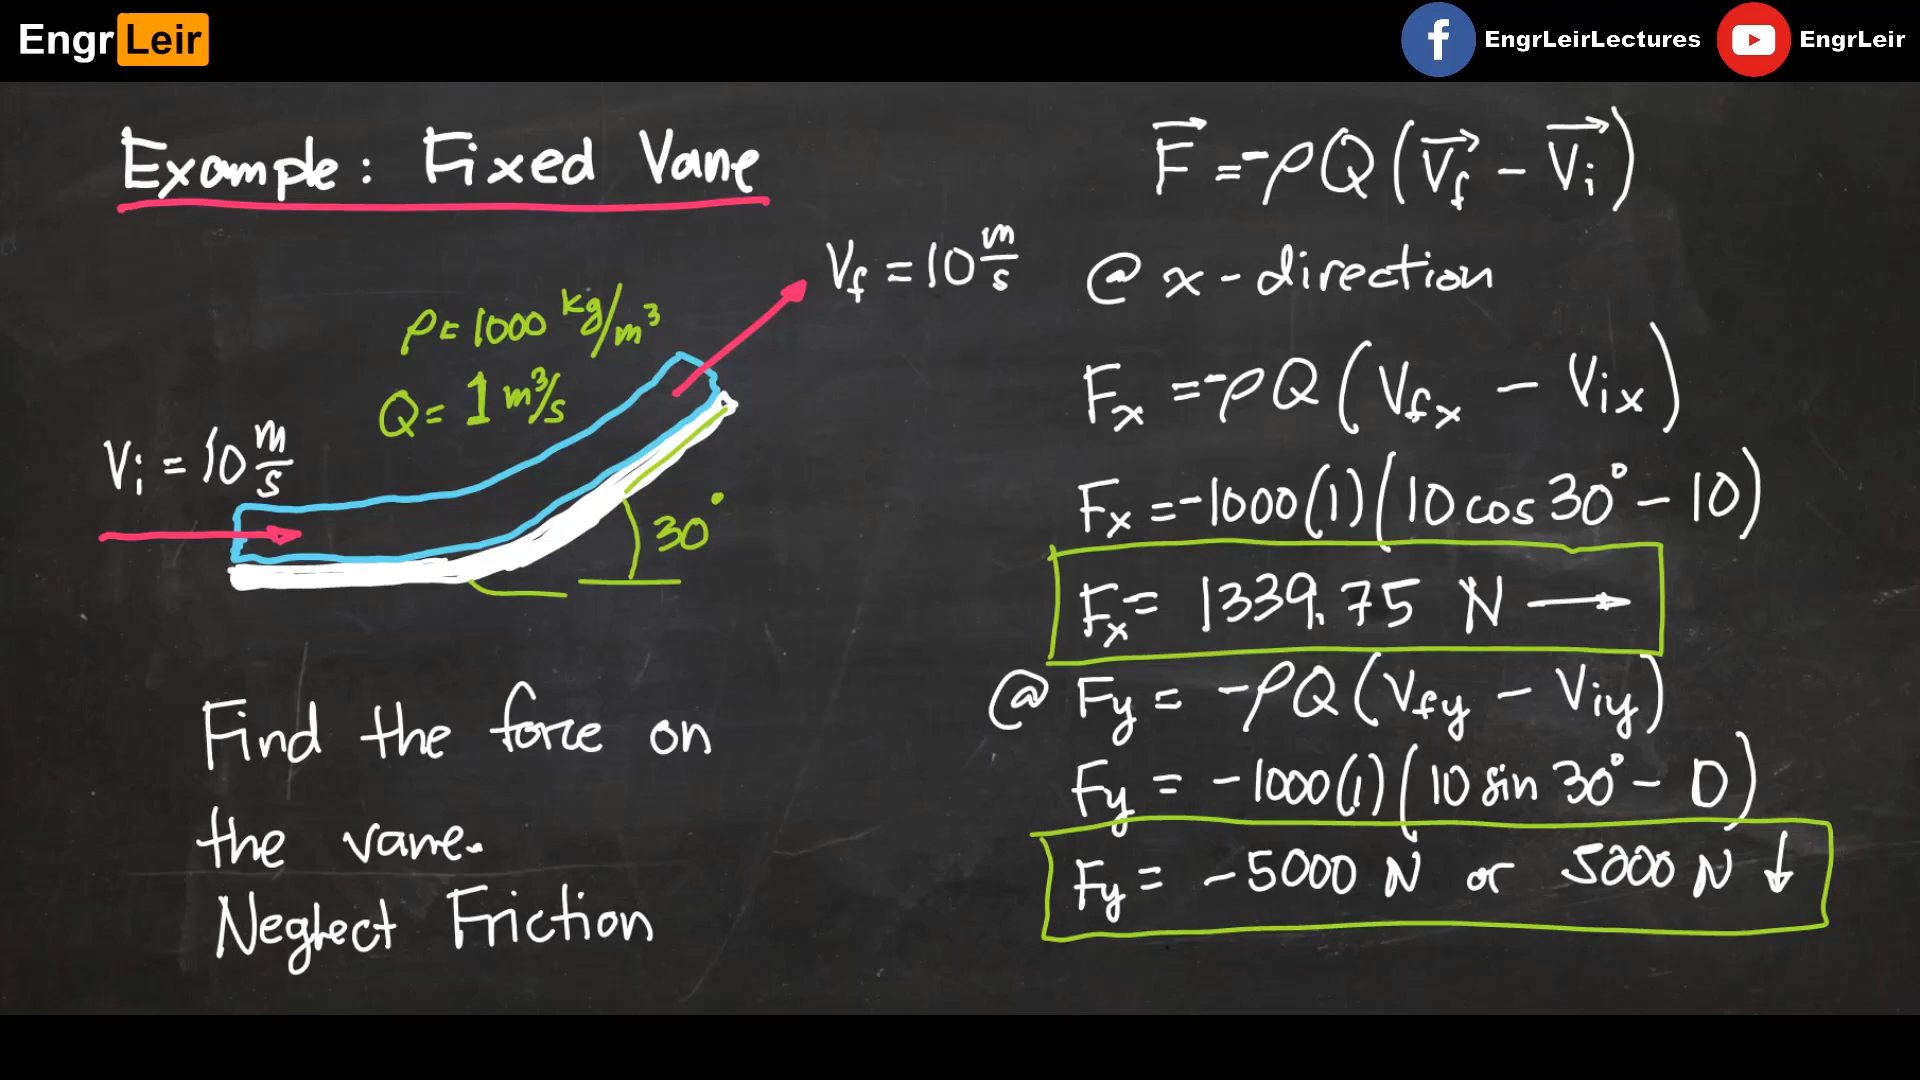 EngrLeir
EngrLeirLectures
EngrLeir
Example: Fixed Vane
Vf = 10 m/s
ρ = 1000 kg/m³
Q = 1 m³/s
Vi = 10 m/s
30°
Find the force on
the vane.
Neglect Friction
F⃗ = -ρQ(V⃗f - V⃗i)
@ x-direction
Fx = -ρQ(Vfx - Vix)
Fx = -1000(1)(10 cos 30° - 10)
Fx = 1339.75 N →
@ Fy = -ρQ(Vfy - Viy)
Fy = -1000(1)(10 sin 30° - 0)
Fy = -5000 N or 5000 N ↓